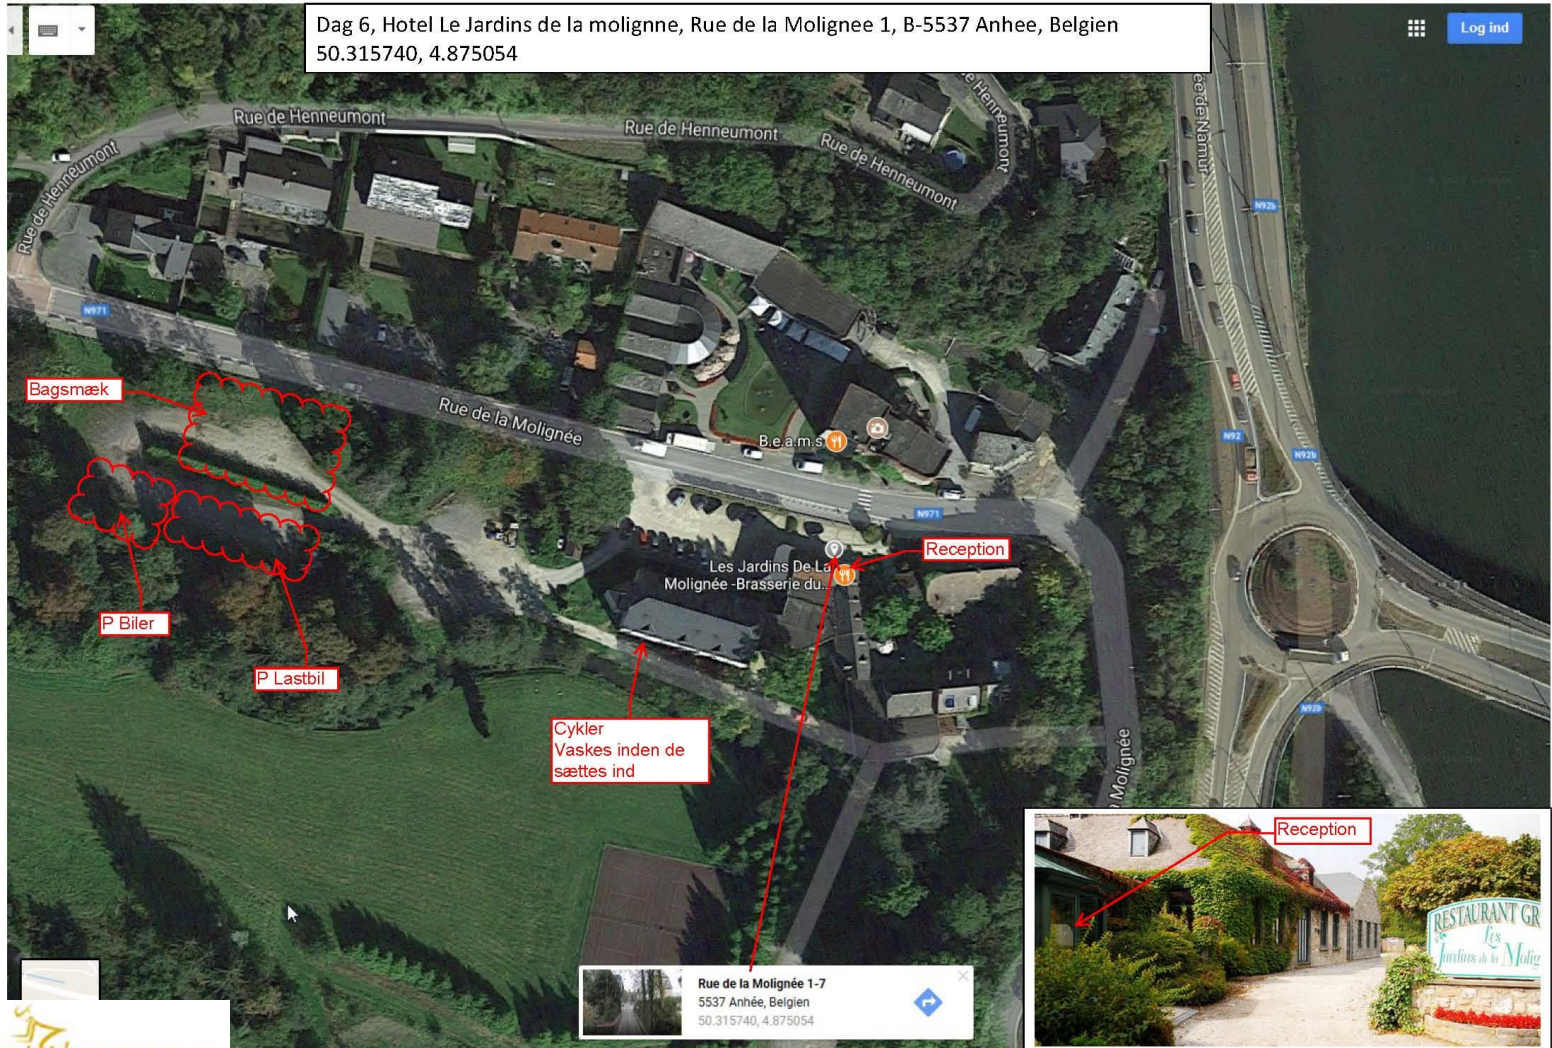 Dag 6, Hotel Le Jardins de la molignne, Rue de la Molignee 1, B-5537 Anhee, Belgien
50.315740, 4.875054
Log ind
Rue de Henneumont
Rue de Henneumont
Rue de Henneumont
Rue de Henneumont
de Henneumont
ée de Namur
N92b
N971
Bagsmæk
Rue de la Molignée
B.e.a.m.s
N92
N92b
N971
Reception
Les Jardins De La
Molignée -Brasserie du...
P Biler
P Lastbil
N92b
Cykler
Vaskes inden de
sættes ind
a Molignée
Reception
RESTAURANT GR
les
Jardins de la Molig
Rue de la Molignée 1-7
5537 Anhée, Belgien
50.315740, 4.875054